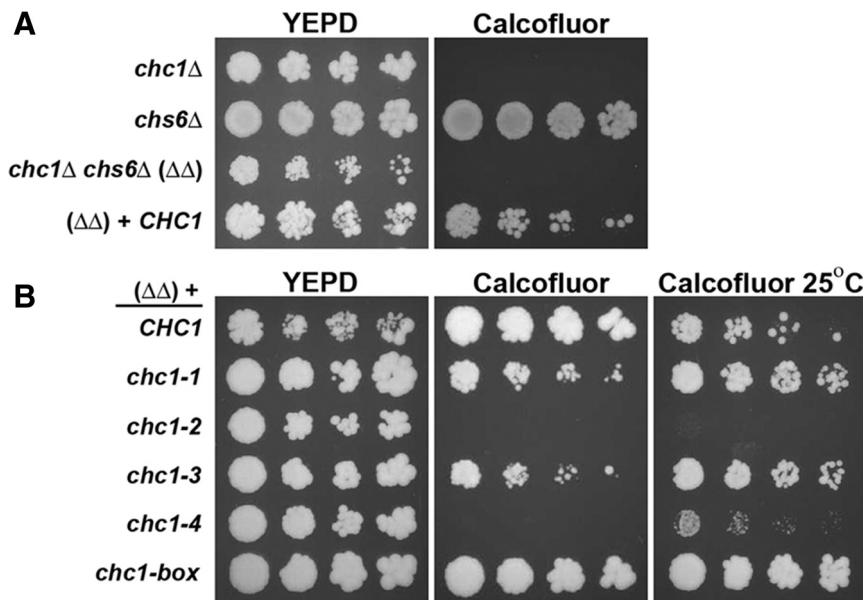 A
YEPD Calcofluor
chc1Δ
chs6Δ
chc1Δ chs6Δ (ΔΔ)
(ΔΔ) + CHC1
B
(ΔΔ) + YEPD Calcofluor Calcofluor 25°C
CHC1
chc1-1
chc1-2
chc1-3
chc1-4
chc1-box